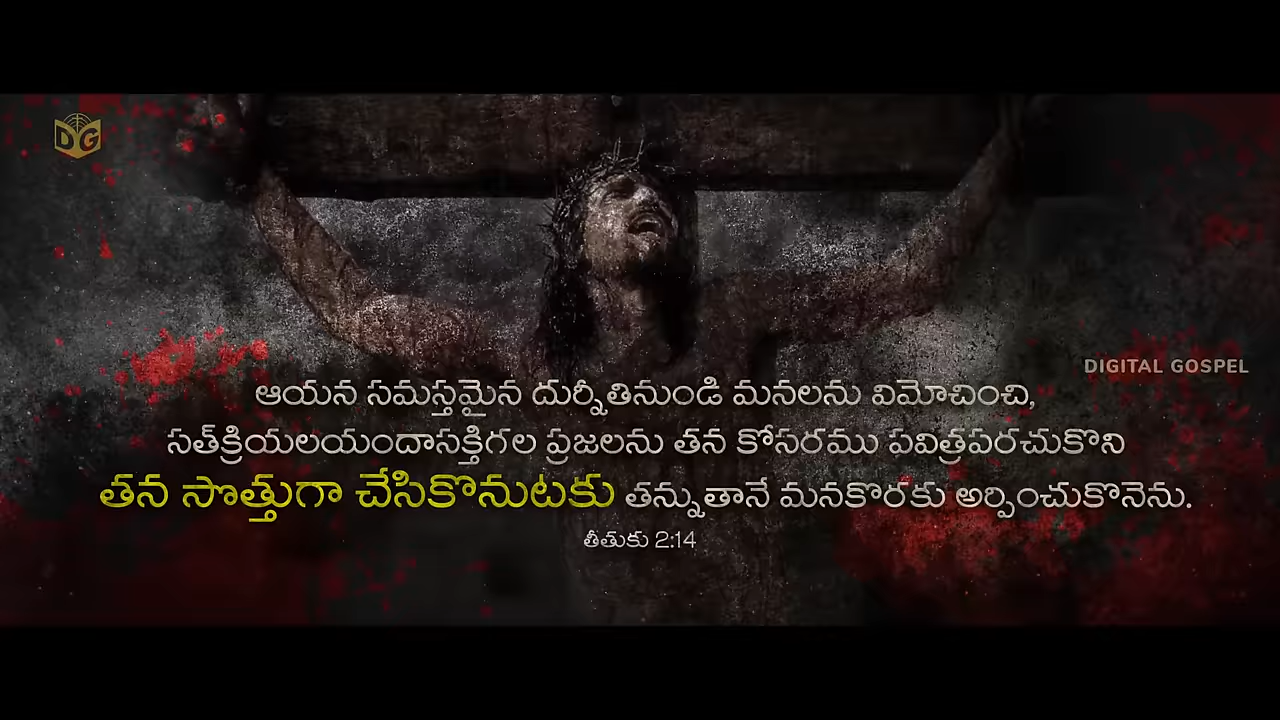 DG
DIGITAL GOSPEL
ఆయన సమస్తమైన దుర్నీతినుండి మనలను విమోచించి,
సత్‌క్రియలయందాసక్తిగల ప్రజలను తన కోసరము పవిత్రపరచుకొని
తన సొత్తుగా చేసికొనుటకు తన్నుతానే మనకొరకు అర్పించుకొనెను.
తీతుకు 2:14